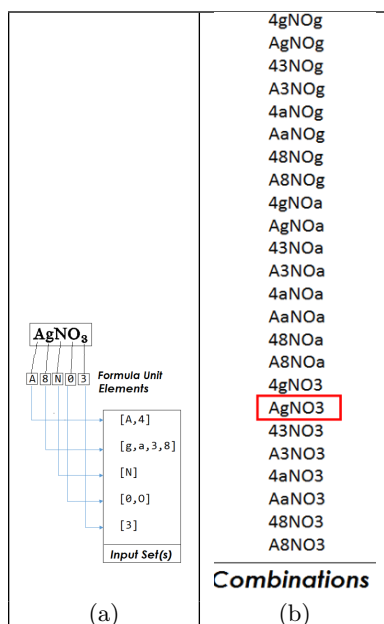 AgNO3
A 8 N 0 3
Formula Unit
Elements
[A,4]
[g,a,3,8]
[N]
[0,O]
[3]
Input Set(s)
(a)
4gNOg
AgNOg
43NOg
A3NOg
4aNOg
AaNOg
48NOg
A8NOg
4gNOa
AgNOa
43NOa
A3NOa
4aNOa
AaNOa
48NOa
A8NOa
4gNO3
AgNO3
43NO3
A3NO3
4aNO3
AaNO3
48NO3
A8NO3
Combinations
(b)